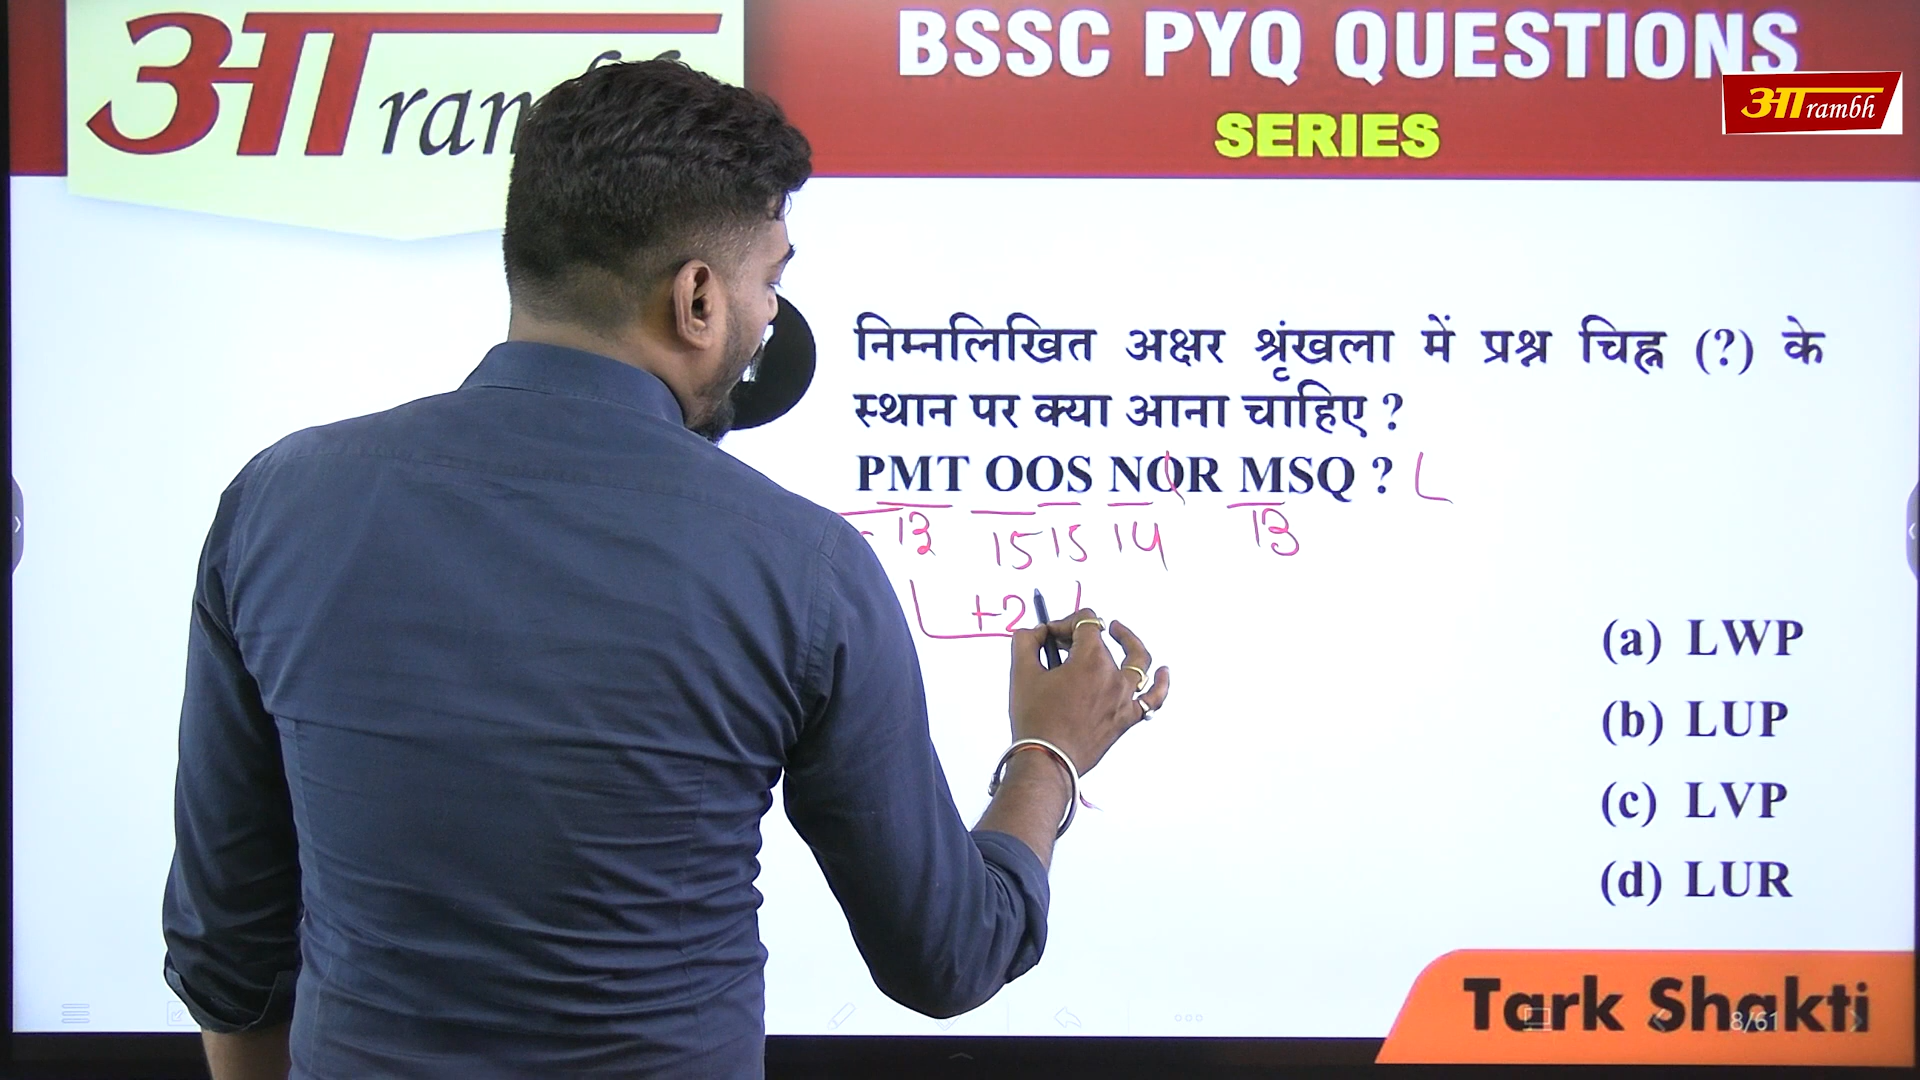 BSSC PYQ QUESTIONS
SERIES
आ
आrambh
निम्नलिखित अक्षर श्रृंखला में प्रश्न चिह्न (?) के
स्थान पर क्या आना चाहिए ?
PMT OOS NQR MSQ ? L
13 15 15 14 13
+2
(a) LWP
(b) LUP
(c) LVP
(d) LUR
Tark Shakti
8/61